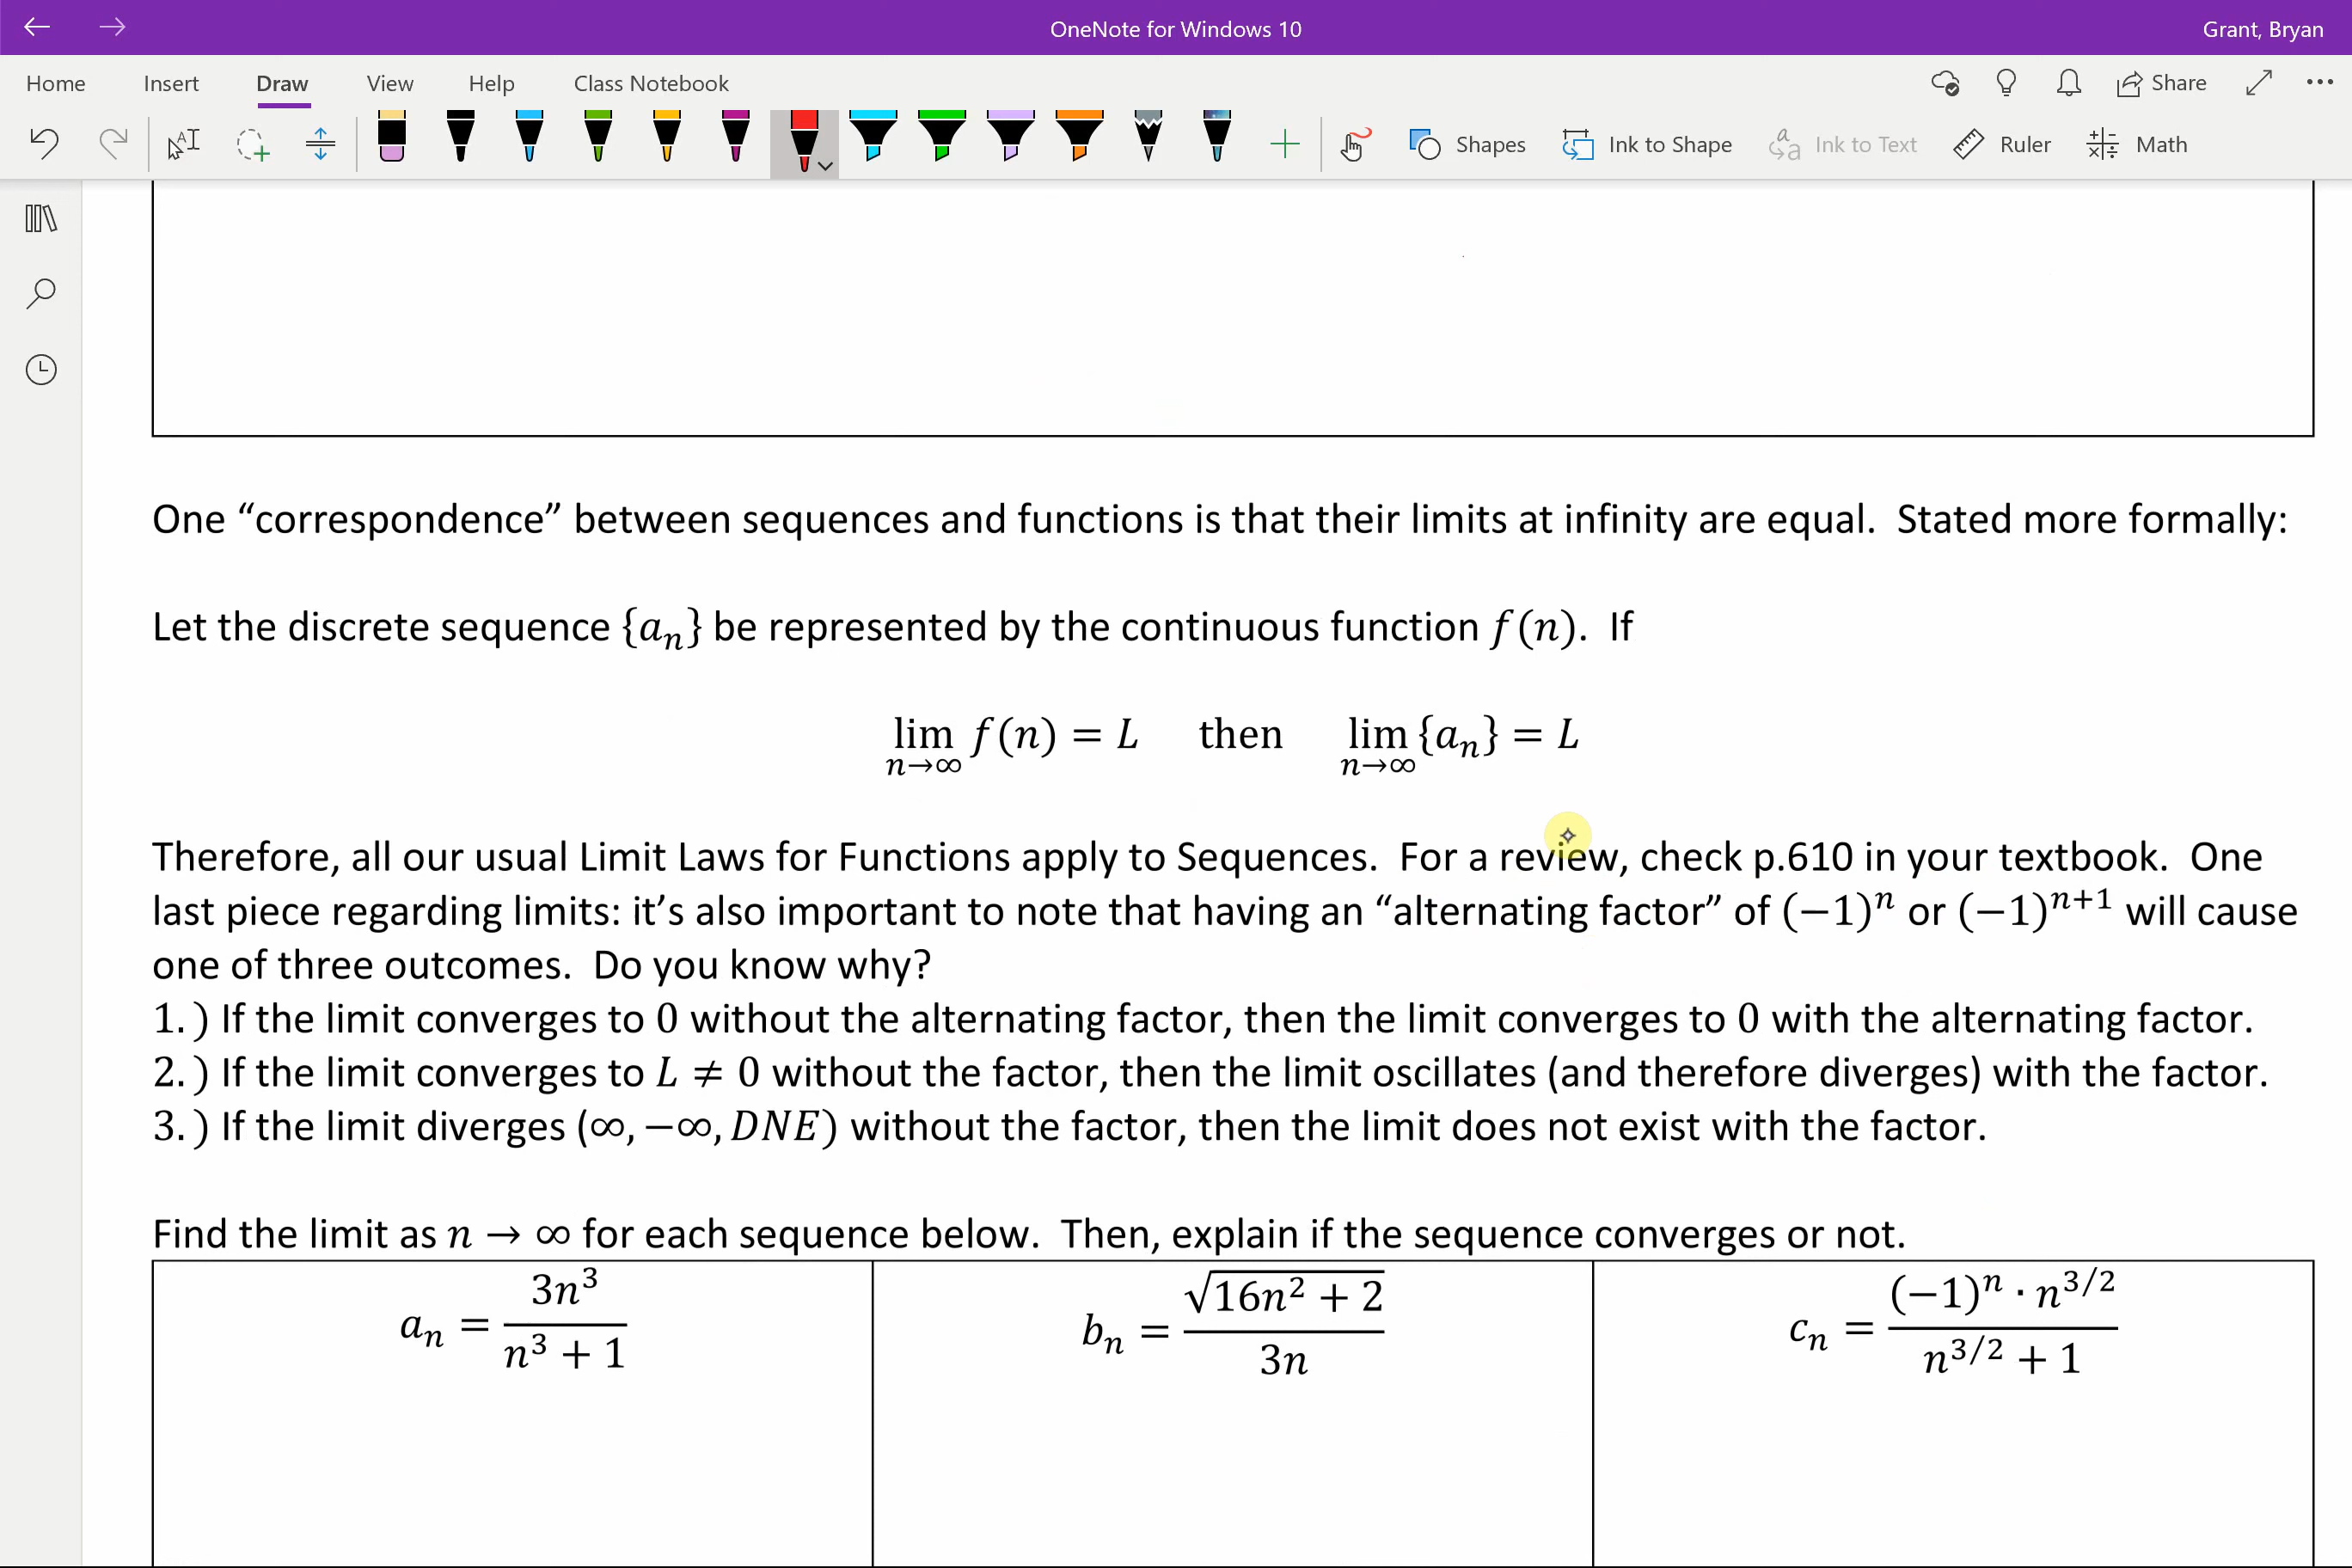 OneNote for Windows 10
Grant, Bryan
Home Insert Draw View Help Class Notebook Share
Shapes Ink to Shape Ink to Text Ruler Math
One “correspondence” between sequences and functions is that their limits at infinity are equal.  Stated more formally:
Let the discrete sequence {aₙ} be represented by the continuous function f(n).  If
lim n→∞ f(n) = L then lim n→∞ {aₙ} = L
Therefore, all our usual Limit Laws for Functions apply to Sequences.  For a review, check p.610 in your textbook.  One
last piece regarding limits: it’s also important to note that having an “alternating factor” of (−1)ⁿ or (−1)ⁿ⁺¹ will cause
one of three outcomes.  Do you know why?
1.) If the limit converges to 0 without the alternating factor, then the limit converges to 0 with the alternating factor.
2.) If the limit converges to L ≠ 0 without the factor, then the limit oscillates (and therefore diverges) with the factor.
3.) If the limit diverges (∞, −∞, DNE) without the factor, then the limit does not exist with the factor.
Find the limit as n → ∞ for each sequence below.  Then, explain if the sequence converges or not.
aₙ = 3n³ / n³ + 1
bₙ = √16n² + 2 / 3n
cₙ = (−1)ⁿ · n^3/2 / n^3/2 + 1